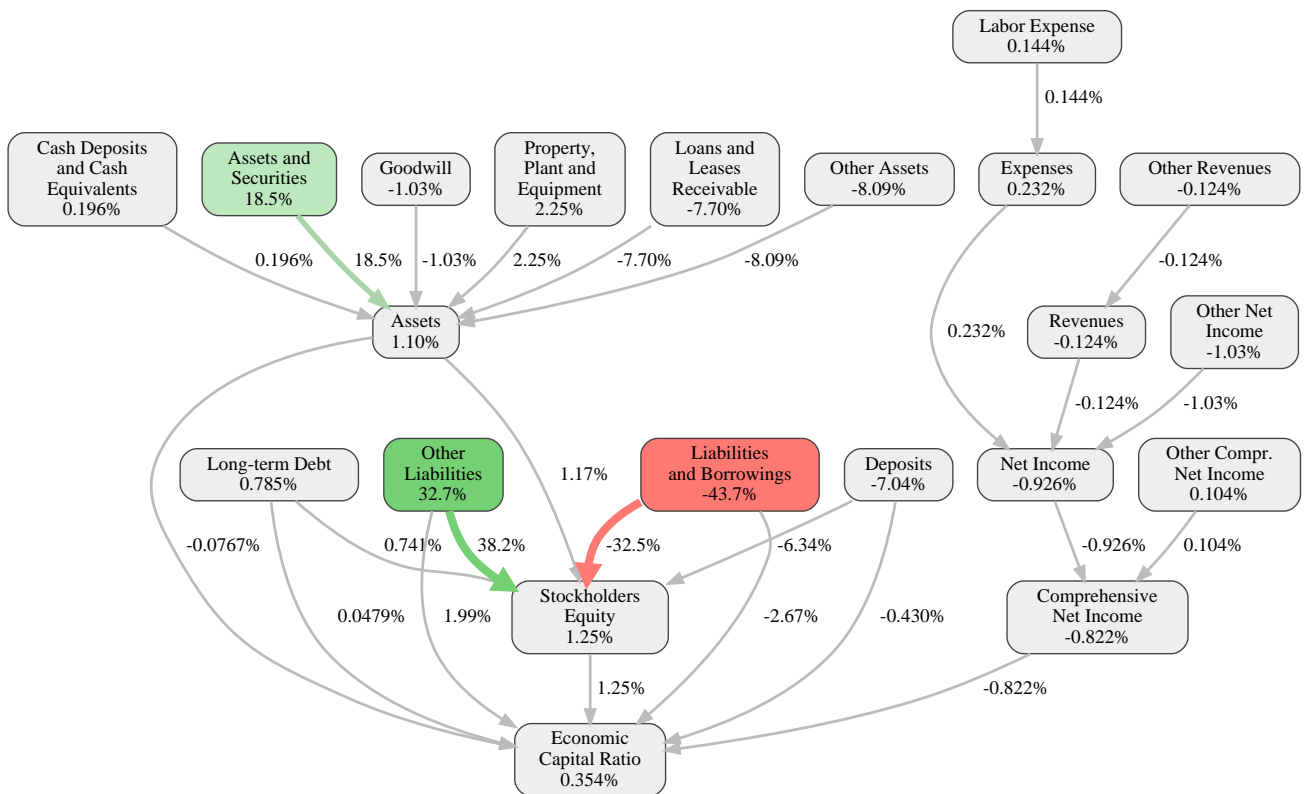 Labor Expense
0.144%
0.144%
Cash Deposits
and Cash
Equivalents
0.196%
Assets and
Securities
18.5%
Goodwill
-1.03%
Property,
Plant and
Equipment
2.25%
Loans and
Leases
Receivable
-7.70%
Other Assets
-8.09%
Expenses
0.232%
Other Revenues
-0.124%
0.196%
18.5%
-1.03%
2.25%
-7.70%
-8.09%
-0.124%
Assets
1.10%
0.232%
Revenues
-0.124%
Other Net
Income
-1.03%
-0.124%
-1.03%
Long-term Debt
0.785%
Other
Liabilities
32.7%
1.17%
Liabilities
and Borrowings
-43.7%
Deposits
-7.04%
Net Income
-0.926%
Other Compr.
Net Income
0.104%
-0.0767%
0.741%
38.2%
-32.5%
-6.34%
-0.926%
0.104%
0.0479%
1.99%
Stockholders
Equity
1.25%
-2.67%
-0.430%
Comprehensive
Net Income
-0.822%
1.25%
-0.822%
Economic
Capital Ratio
0.354%